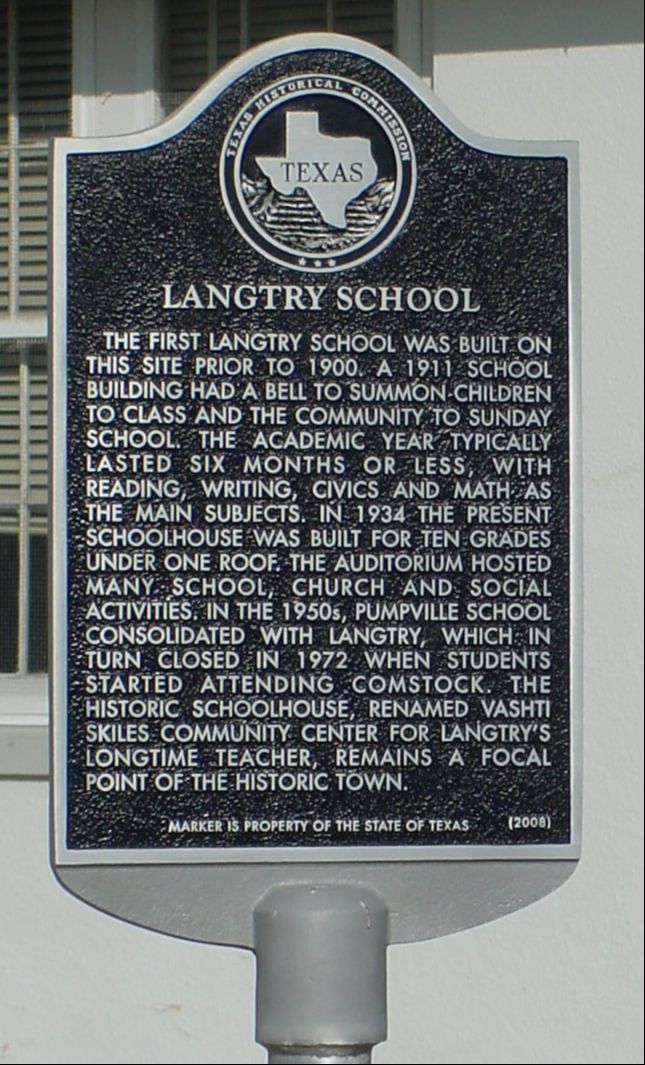 TEXAS HISTORICAL COMMISSION
TEXAS
LANGTRY SCHOOL
THE FIRST LANGTRY SCHOOL WAS BUILT ON
THIS SITE PRIOR TO 1900. A 1911 SCHOOL
BUILDING HAD A BELL TO SUMMON CHILDREN
TO CLASS AND THE COMMUNITY TO SUNDAY
SCHOOL. THE ACADEMIC YEAR TYPICALLY
LASTED SIX MONTHS OR LESS, WITH
READING, WRITING, CIVICS AND MATH AS
THE MAIN SUBJECTS. IN 1934 THE PRESENT
SCHOOLHOUSE WAS BUILT FOR TEN GRADES
UNDER ONE ROOF. THE AUDITORIUM HOSTED
MANY SCHOOL, CHURCH AND SOCIAL
ACTIVITIES. IN THE 1950s, PUMPVILLE SCHOOL
CONSOLIDATED WITH LANGTRY, WHICH IN
TURN CLOSED IN 1972 WHEN STUDENTS
STARTED ATTENDING COMSTOCK. THE
HISTORIC SCHOOLHOUSE, RENAMED VASHTI
SKILES COMMUNITY CENTER FOR LANGTRY'S
LONGTIME TEACHER, REMAINS A FOCAL
POINT OF THE HISTORIC TOWN.
MARKER IS PROPERTY OF THE STATE OF TEXAS (2008)